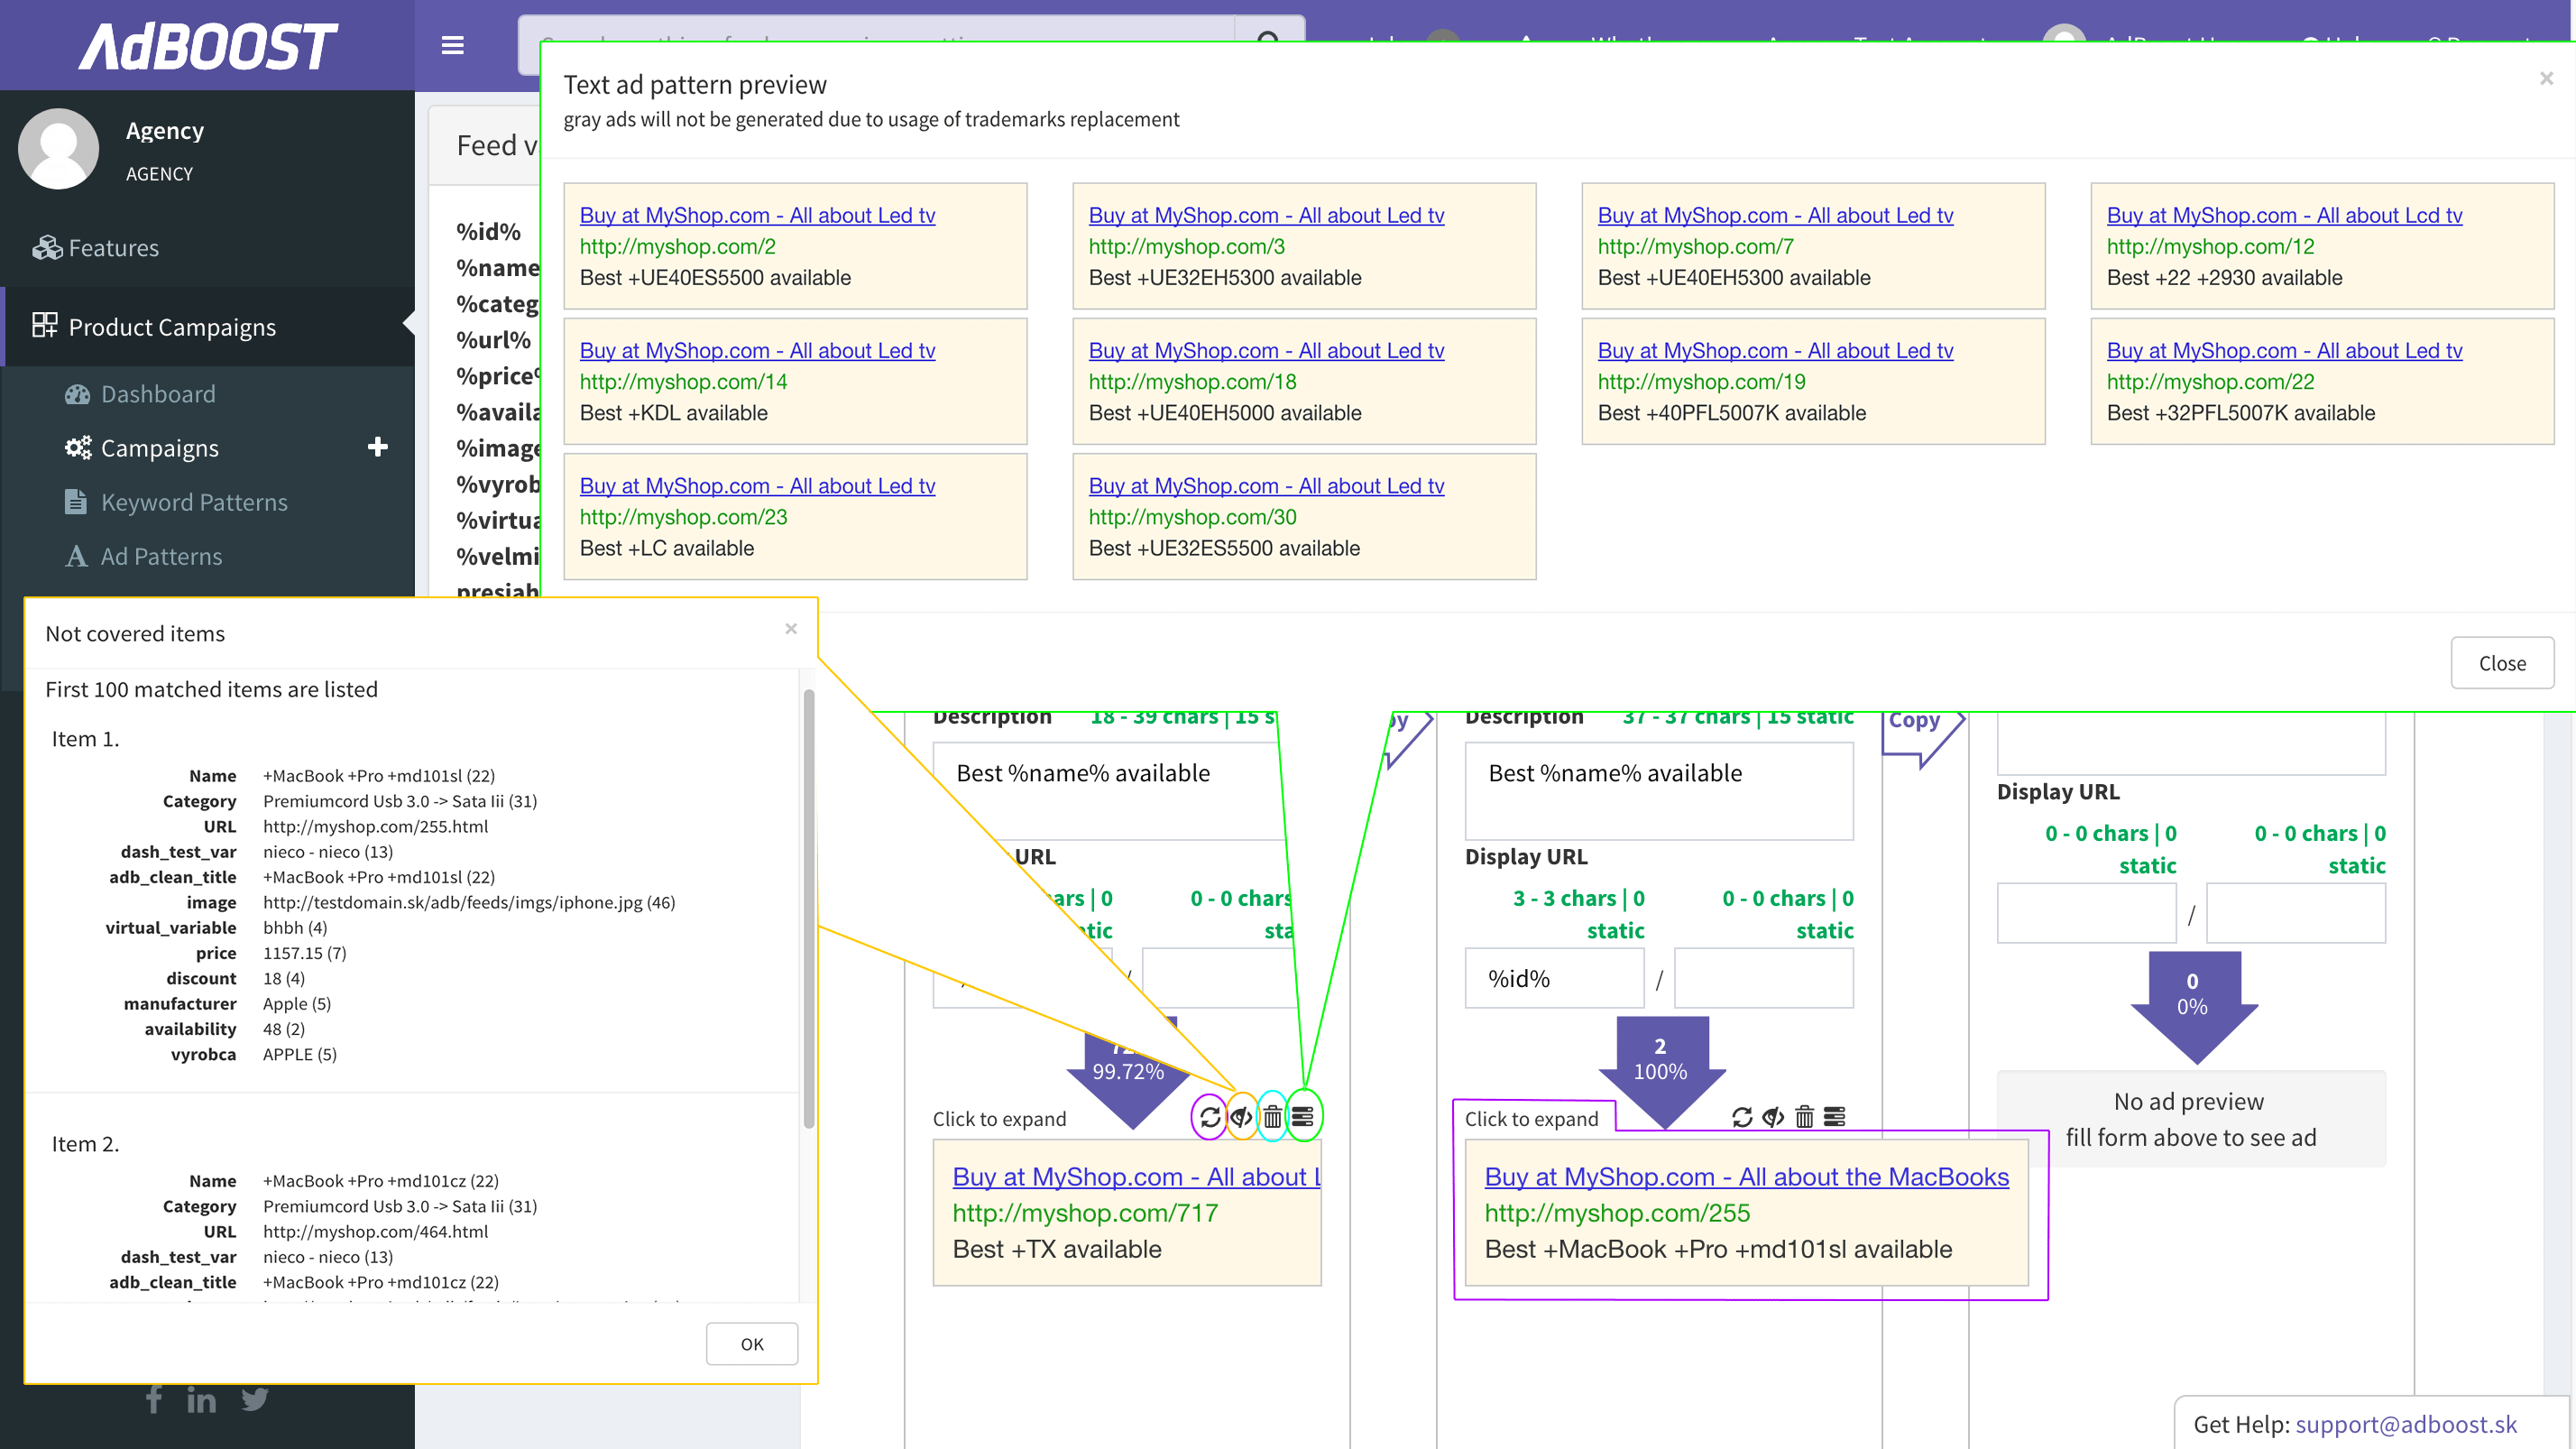 AdBOOST
Agency
AGENCY
Features
Product Campaigns
Dashboard
Campaigns
Keyword Patterns
Ad Patterns
Feed v
%id%
%name
%categ
%url%
%price
%availa
%image
%vyrob
%virtua
%velmi
Text ad pattern preview
×
gray ads will not be generated due to usage of trademarks replacement
Buy at MyShop.com - All about Led tv
http://myshop.com/2
Best +UE40ES5500 available
Buy at MyShop.com - All about Led tv
http://myshop.com/3
Best +UE32EH5300 available
Buy at MyShop.com - All about Led tv
http://myshop.com/7
Best +UE40EH5300 available
Buy at MyShop.com - All about Lcd tv
http://myshop.com/12
Best +22 +2930 available
Buy at MyShop.com - All about Led tv
http://myshop.com/14
Best +KDL available
Buy at MyShop.com - All about Led tv
http://myshop.com/18
Best +UE40EH5000 available
Buy at MyShop.com - All about Led tv
http://myshop.com/19
Best +40PFL5007K available
Buy at MyShop.com - All about Led tv
http://myshop.com/22
Best +32PFL5007K available
Buy at MyShop.com - All about Led tv
http://myshop.com/23
Best +LC available
Buy at MyShop.com - All about Led tv
http://myshop.com/30
Best +UE32ES5500 available
Close
Not covered items
×
First 100 matched items are listed
Item 1.
Name +MacBook +Pro +md101sl (22)
Category Premiumcord Usb 3.0 -> Sata Iii (31)
URL http://myshop.com/255.html
dash_test_var nieco - nieco (13)
adb_clean_title +MacBook +Pro +md101sl (22)
image http://testdomain.sk/adb/feeds/imgs/iphone.jpg (46)
virtual_variable bhbh (4)
price 1157.15 (7)
discount 18 (4)
manufacturer Apple (5)
availability 48 (2)
vyrobca APPLE (5)
Item 2.
Name +MacBook +Pro +md101cz (22)
Category Premiumcord Usb 3.0 -> Sata Iii (31)
URL http://myshop.com/464.html
dash_test_var nieco - nieco (13)
adb_clean_title +MacBook +Pro +md101cz (22)
OK
Description 18 - 39 chars | 15 s
Best %name% available
URL
ars | 0
tic
0 - 0 chars
sta
/
99.72%
Click to expand
Buy at MyShop.com - All about L
http://myshop.com/717
Best +TX available
Description 37 - 37 chars | 15 static
Best %name% available
Display URL
3 - 3 chars | 0 static
0 - 0 chars | 0 static
%id% /
2
100%
Click to expand
Buy at MyShop.com - All about the MacBooks
http://myshop.com/255
Best +MacBook +Pro +md101sl available
Copy
Display URL
0 - 0 chars | 0 static
0 - 0 chars | 0 static
/
0
0%
No ad preview
fill form above to see ad
Get Help: support@adboost.sk